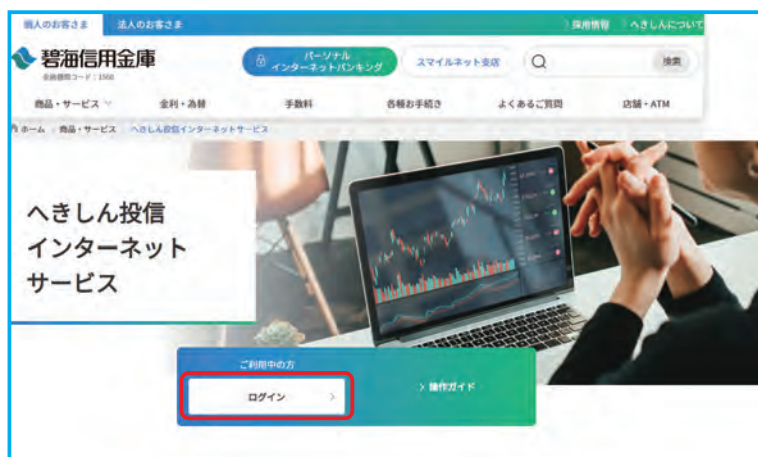 個人のお客さま 法人のお客さま 採用情報 へきしんについて
碧海信用金庫
金融機関コード：1560
パーソナル
インターネットバンキング
スマイルネット支店
検索
商品・サービス 金利・為替 手数料 各種お手続き よくあるご質問 店舗・ATM
ホーム 商品・サービス へきしん投信インターネットサービス
へきしん投信
インターネット
サービス
ご利用中の方
ログイン
操作ガイド